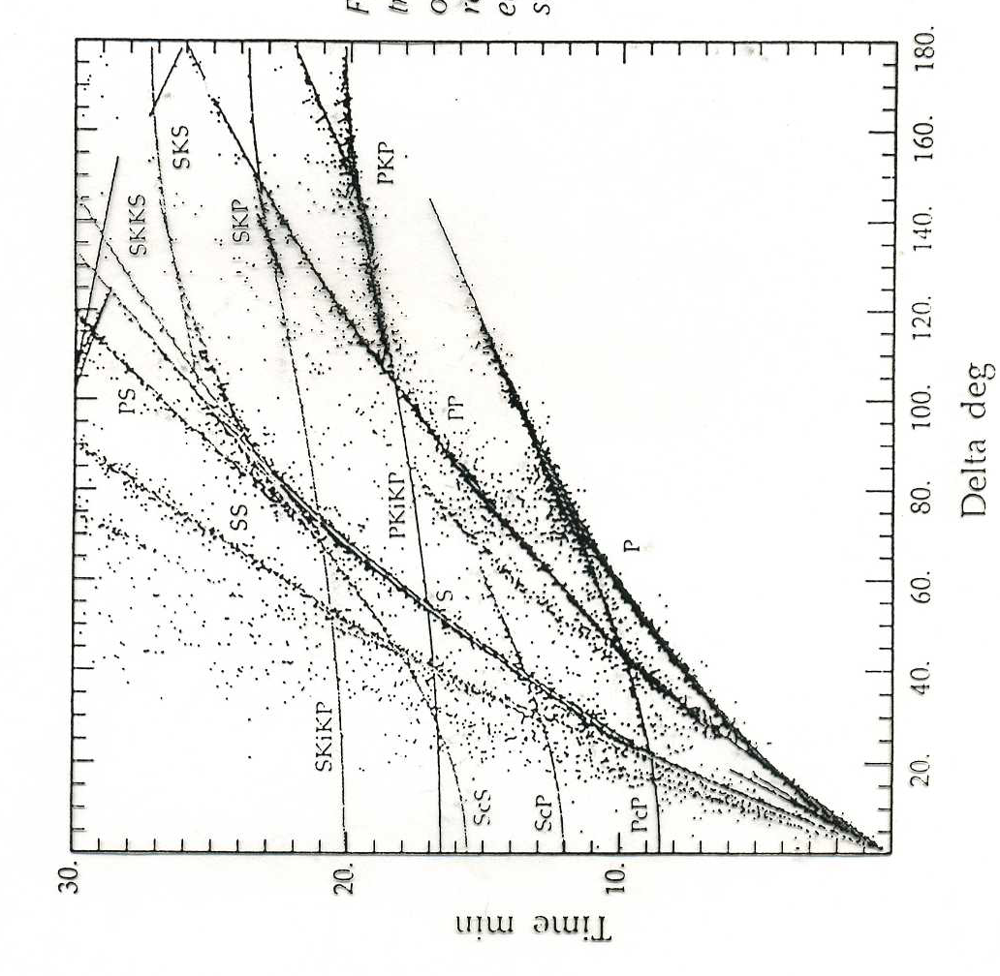 30.
20.
10.
Time min
20.
40.
60.
80.
100.
120.
140.
160.
180.
Delta deg
SKKS
SKS
PS
SKP
SS
PKP
PKiKP
PP
S
SKiKP
P
ScS
ScP
PcP